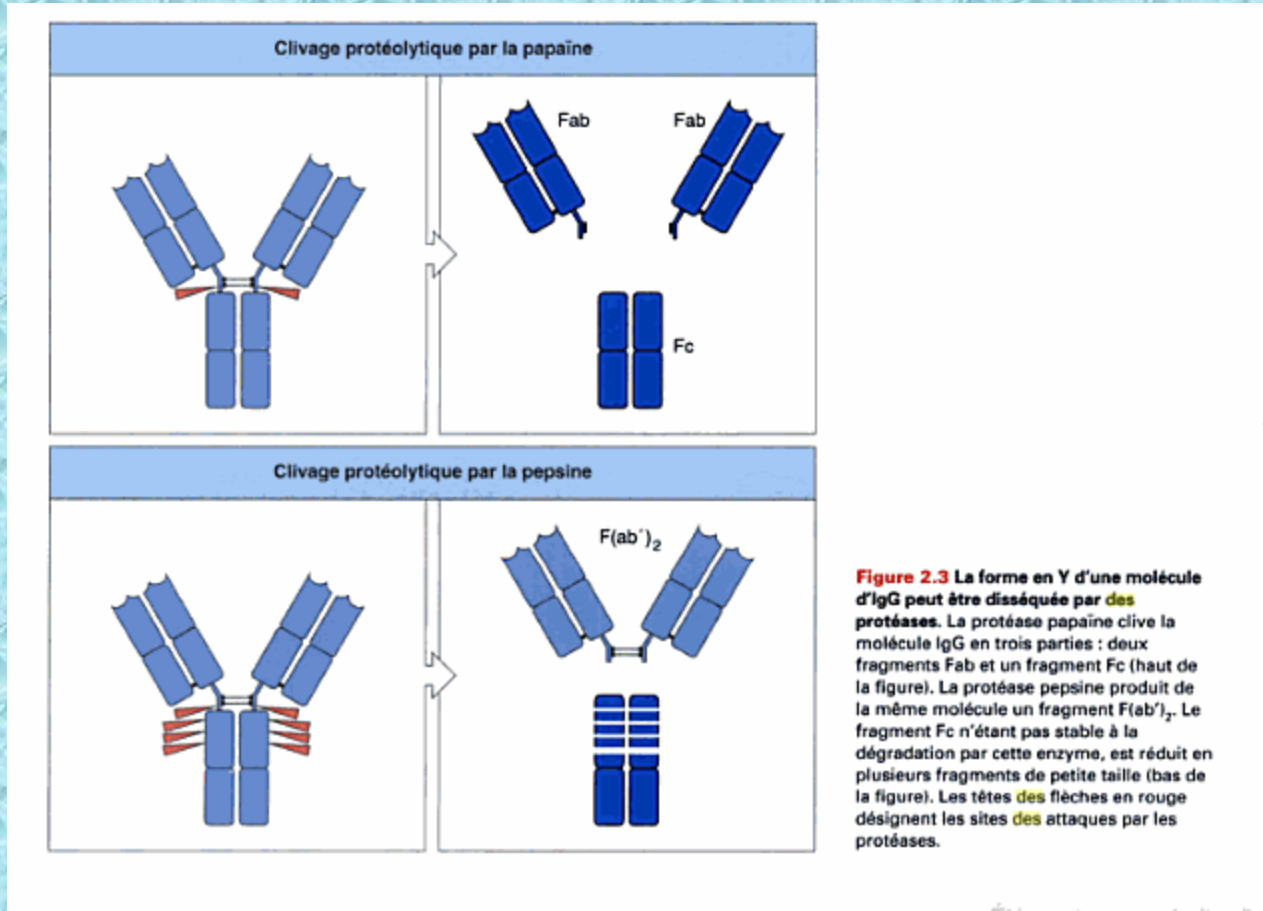 Clivage protéolytique par la papaïne
Fab
Fab
Fc
Clivage protéolytique par la pepsine
F(ab´)₂
Figure 2.3 La forme en Y d'une molécule
d'IgG peut être disséquée par des
protéases. La protéase papaïne clive la
molécule IgG en trois parties : deux
fragments Fab et un fragment Fc (haut de
la figure). La protéase pepsine produit de
la même molécule un fragment F(ab')₂. Le
fragment Fc n'étant pas stable à la
dégradation par cette enzyme, est réduit en
plusieurs fragments de petite taille (bas de
la figure). Les têtes des flèches en rouge
désignent les sites des attaques par les
protéases.